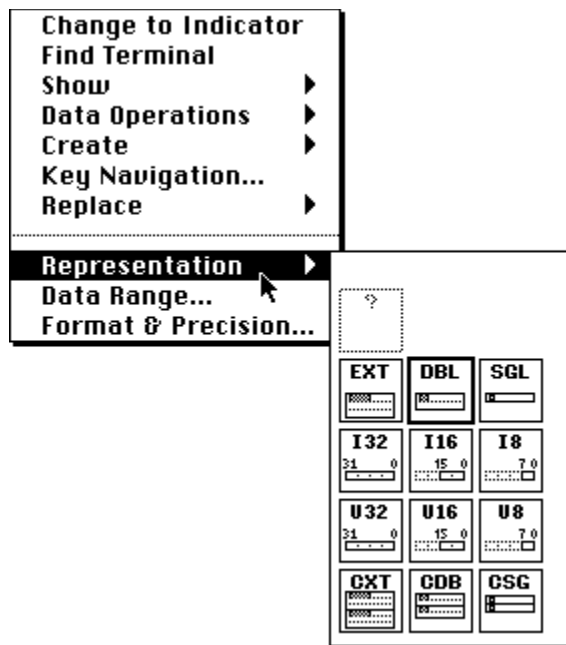 Change to Indicator
Find Terminal
Show
Data Operations
Create
Key Navigation...
Replace
Representation
Data Range...
Format & Precision...
?
EXT DBL SGL
I32 I16 I8
31 0 15 0 7 0
U32 U16 U8
31 0 15 0 7 0
CXT CDB CSG